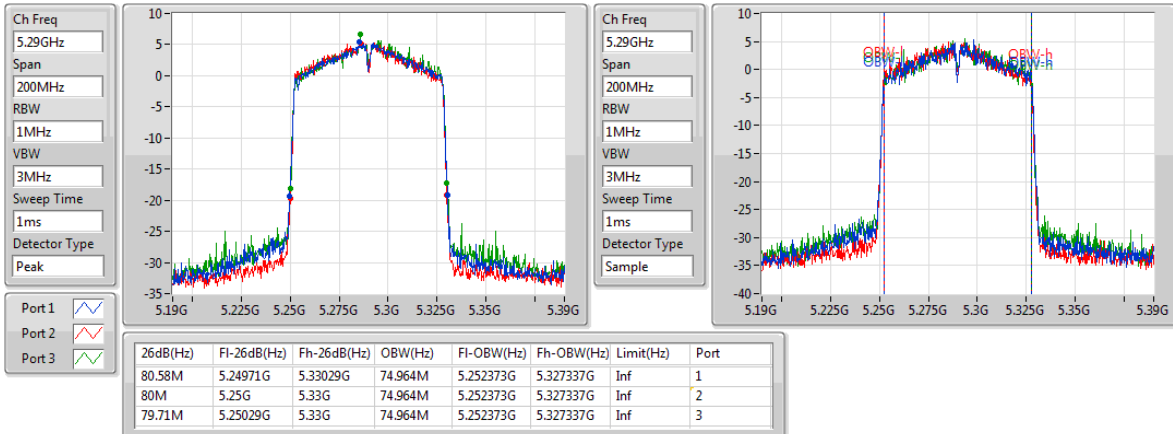 Ch Freq
5.29GHz
Span
200MHz
RBW
1MHz
VBW
3MHz
Sweep Time
1ms
Detector Type
Peak
10
5
0
-5
-10
-15
-20
-25
-30
-35
5.19G 5.225G 5.25G 5.275G 5.3G 5.325G 5.35G 5.39G
Ch Freq
5.29GHz
Span
200MHz
RBW
1MHz
VBW
3MHz
Sweep Time
1ms
Detector Type
Sample
10
5
0
-5
-10
-15
-20
-25
-30
-35
-40
OBW-l OBW-h
5.19G 5.225G 5.25G 5.275G 5.3G 5.325G 5.35G 5.39G
Port 1
Port 2
Port 3
26dB(Hz) Fl-26dB(Hz) Fh-26dB(Hz) OBW(Hz) Fl-OBW(Hz) Fh-OBW(Hz) Limit(Hz) Port
80.58M 5.24971G 5.33029G 74.964M 5.252373G 5.327337G Inf 1
80M 5.25G 5.33G 74.964M 5.252373G 5.327337G Inf 2
79.71M 5.25029G 5.33G 74.964M 5.252373G 5.327337G Inf 3